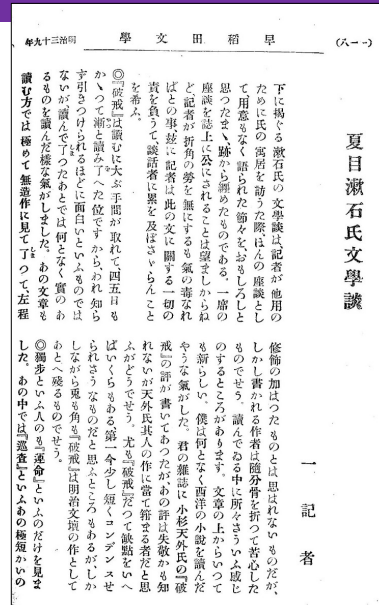 (一一八)
早稻田文學
明治三十九年
夏目漱石氏文學談
一記者
下に揭ぐる漱石氏の文學談は、記者が他用の
ために氏の寓居を訪うた際ほんの座談とし
て、用意もなく語られた節々を、おもしろしと
思つたまゝ、跡から纒めたものである。一席の
座談を誌上に公にされることは望ましからね
ど、記者が折角の勞を無にするも氣の毒なれ
ばとの事故に記者は此の文に關する一切の
責を負うて、談話者に累を及ぼさゞらんこと
を希ふ。
◎『破戒』は讀むに大ぶ手間が取れて、四五日も
かゝつて漸と讀み了へた位ですからわれ知ら
ず引きつけられるほどに面白いといふものでは
ないが讀んで了つたあとでは何となく實のあ
るものを讀んだ樣な氣がしました。あの文章も
讀む方では極めて無造作に見て了つて、左程
修飾の加はつたものとは思はれないものだが、
しかし書かれる作者は隨分骨を折つて苦心した
ものでせう。讀んでゐる中に所々さういふ感じ
のするところがあります。文章の上からいつて
も新らしい。僕は何となく西洋の小說を讀んだ
やうな氣がした。君の雜誌に小杉天外氏の『破
戒』の評が書いてあつたが、あの評は失敬かも知
れないが天外氏其人の作に當て箝まる者だと思
ふがどうでせう。尤も『破戒』だつて缺點をいへ
ばいくらもある。第一今少し短くコンデンスせ
られさうなものだと思ふところもあるがしか
しながら兎も角も『破戒』は明治文壇の作として
あとへ殘るものでせう。
◎獨步といふ人のも『運命』といふのだけを見ま
した。あの中では『巡査』といふあの極短かいの